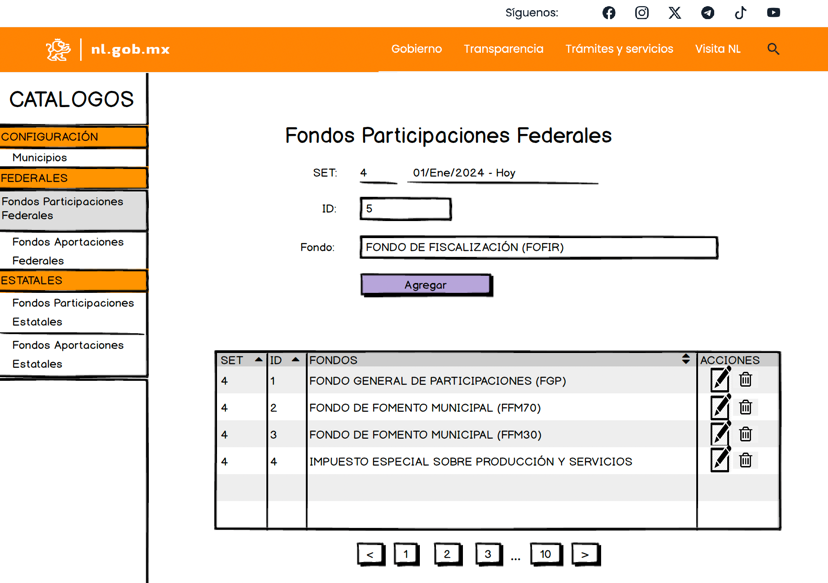 Síguenos:
nl.gob.mx
Gobierno Transparencia Trámites y servicios Visita NL
CATALOGOS
CONFIGURACIÓN
Municipios
FEDERALES
Fondos Participaciones
Federales
Fondos Aportaciones
Federales
ESTATALES
Fondos Participaciones
Estatales
Fondos Aportaciones
Estatales
Fondos Participaciones Federales
SET: 4 01/Ene/2024 - Hoy
ID: 5
Fondo: FONDO DE FISCALIZACIÓN (FOFIR)
Agregar
SET ID FONDOS ACCIONES
4 1 FONDO GENERAL DE PARTICIPACIONES (FGP)
4 2 FONDO DE FOMENTO MUNICIPAL (FFM70)
4 3 FONDO DE FOMENTO MUNICIPAL (FFM30)
4 4 IMPUESTO ESPECIAL SOBRE PRODUCCIÓN Y SERVICIOS
< 1 2 3 ... 10 >